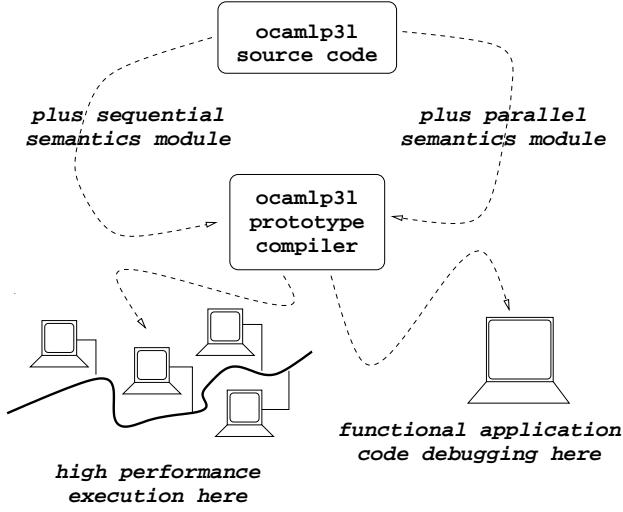 ocamlp3l
source code
plus sequential
semantics module
plus parallel
semantics module
ocamlp3l
prototype
compiler
functional application
code debugging here
high performance
execution here